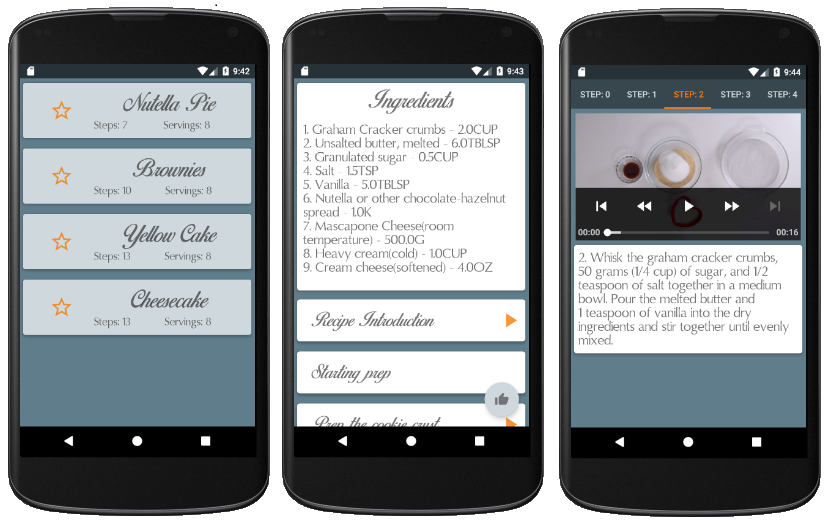 9:42
Nutella Pie
Steps: 7 Servings: 8
Brownies
Steps: 10 Servings: 8
Yellow Cake
Steps: 13 Servings: 8
Cheesecake
Steps: 13 Servings: 8
9:43
Ingredients
1. Graham Cracker crumbs - 2.0CUP
2. Unsalted butter, melted - 6.0TBLSP
3. Granulated sugar - 0.5CUP
4. Salt - 1.5TSP
5. Vanilla - 5.0TBLSP
6. Nutella or other chocolate-hazelnut
spread - 1.0K
7. Mascapone Cheese(room
temperature) - 500.0G
8. Heavy cream(cold) - 1.0CUP
9. Cream cheese(softened) - 4.0OZ
Recipe Introduction
Starting prep
Prep the cookie crust
9:44
STEP: 0 STEP: 1 STEP: 2 STEP: 3 STEP: 4
00:00 00:16
2. Whisk the graham cracker crumbs,
50 grams (1/4 cup) of sugar, and 1/2
teaspoon of salt together in a medium
bowl. Pour the melted butter and
1 teaspoon of vanilla into the dry
ingredients and stir together until evenly
mixed.